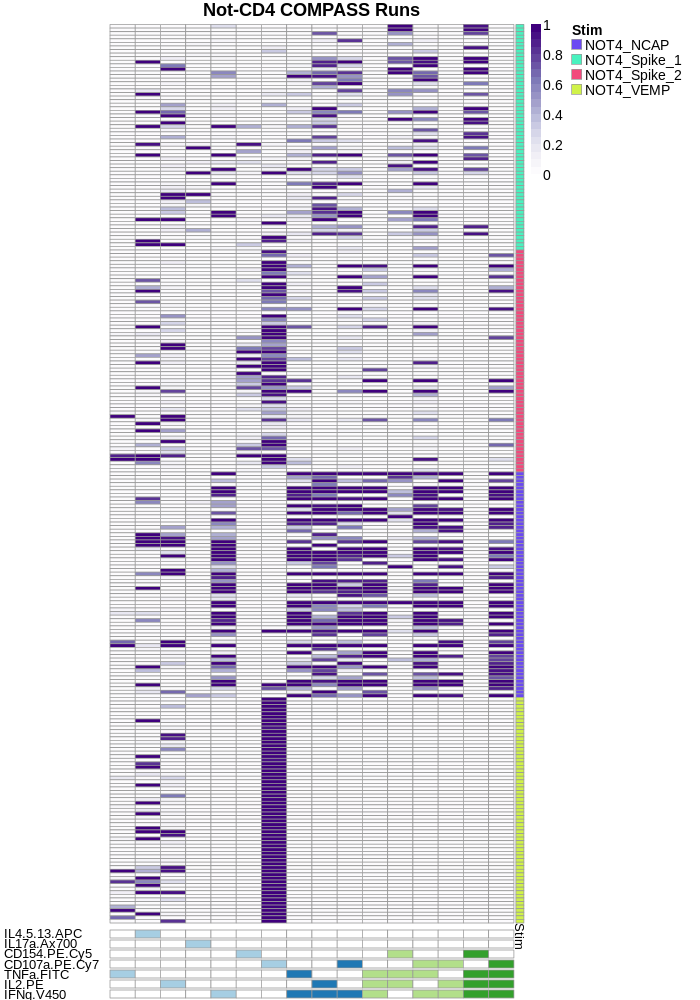 Not-CD4 COMPASS Runs
1
0.8
0.6
0.4
0.2
0
Stim
NOT4_NCAP
NOT4_Spike_1
NOT4_Spike_2
NOT4_VEMP
Stim
IL4.5.13.APC
IL17a.Ax700
CD154.PE.Cy5
CD107a.PE.Cy7
TNFa.FITC
IL2.PE
IFNg.V450